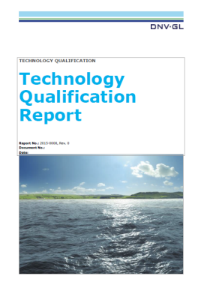 DNV·GL
TECHNOLOGY QUALIFICATION
Technology
Qualification
Report
Report No.:
Document No.:
Date: